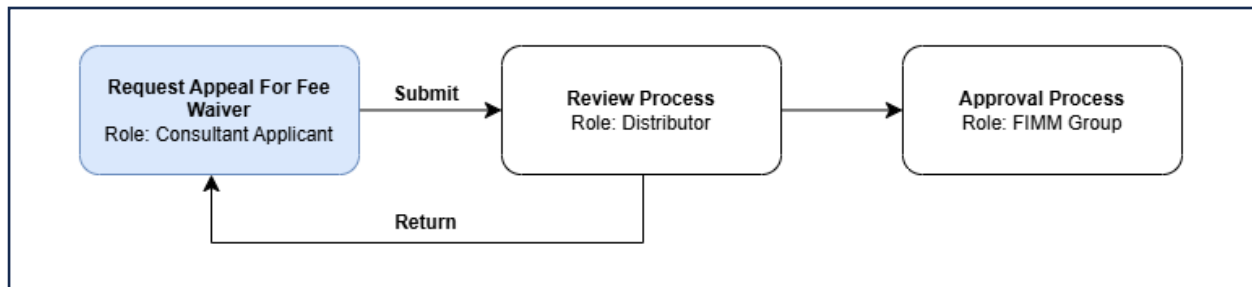 Request Appeal For Fee
Waiver
Role: Consultant Applicant
Submit
Review Process
Role: Distributor
Approval Process
Role: FIMM Group
Return